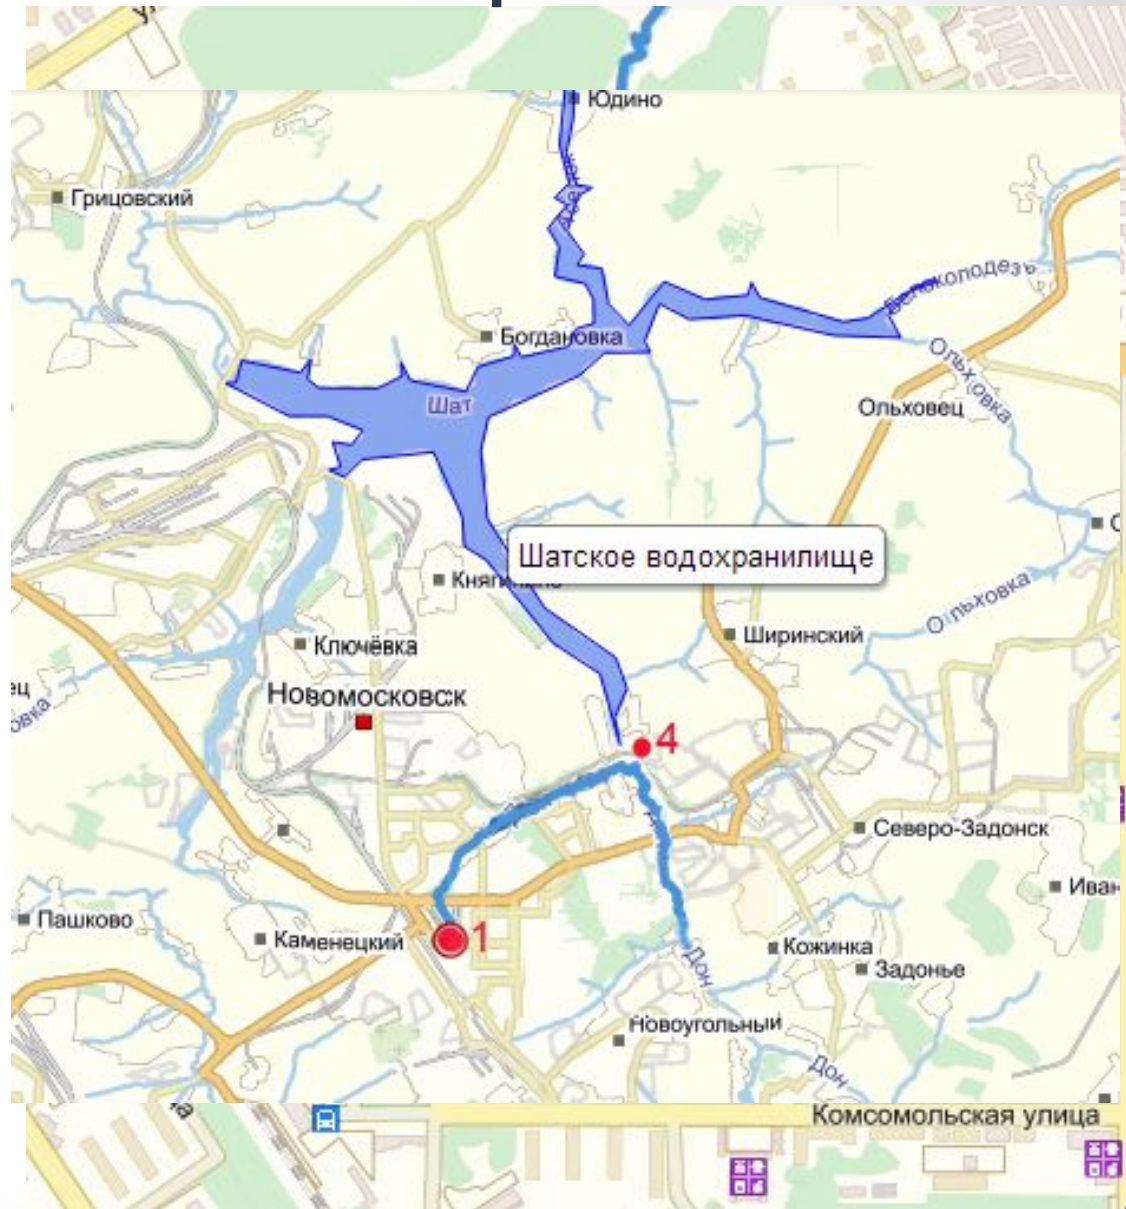 Юдино
Грицовский
Белоколодезь
Богдановка
Шат
Ольховка
Ольховец
Шатское водохранилище
Ольховка
Ширинский
Ключёвка
Новомосковск
4
Северо-Задонск
Пашково
Каменецкий
1
Кожинка
Дон
Задонье
Новоугольный
Дон
Комсомольская улица